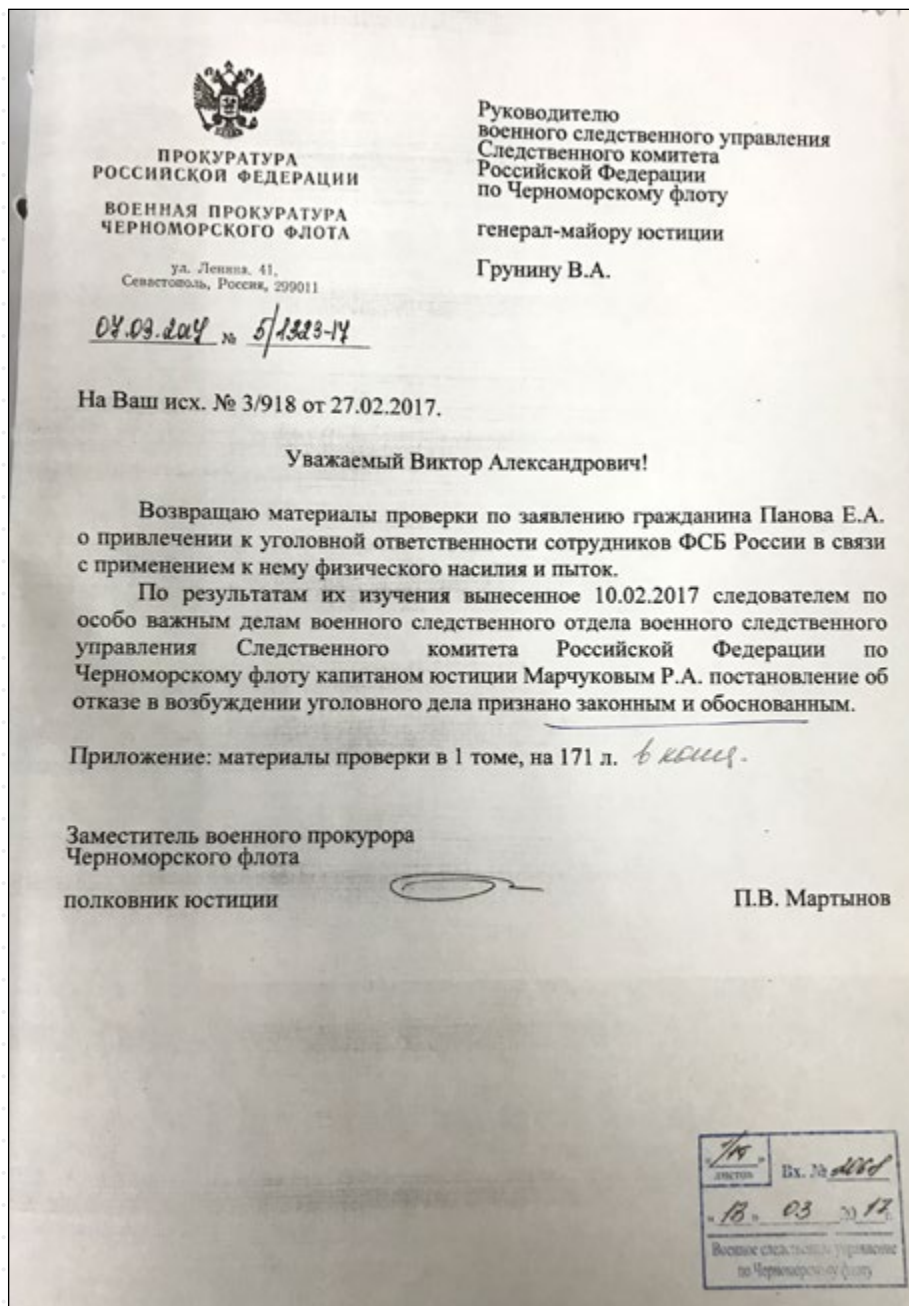 ПРОКУРАТУРА
РОССИЙСКОЙ ФЕДЕРАЦИИ
ВОЕННАЯ ПРОКУРАТУРА
ЧЕРНОМОРСКОГО ФЛОТА
ул. Ленина, 41,
Севастополь, Россия, 299011
07.03.2017 № 5/1323-17
Руководителю
военного следственного управления
Следственного комитета
Российской Федерации
по Черноморскому флоту
генерал-майору юстиции
Грунину В.А.
На Ваш исх. № 3/918 от 27.02.2017.
Уважаемый Виктор Александрович!
Возвращаю материалы проверки по заявлению гражданина Панова Е.А.
о привлечении к уголовной ответственности сотрудников ФСБ России в связи
с применением к нему физического насилия и пыток.
По результатам их изучения вынесенное 10.02.2017 следователем по
особо важным делам военного следственного отдела военного следственного
управления Следственного комитета Российской Федерации по
Черноморскому флоту капитаном юстиции Марчуковым Р.А. постановление об
отказе в возбуждении уголовного дела признано законным и обоснованным.
Приложение: материалы проверки в 1 томе, на 171 л.
Заместитель военного прокурора
Черноморского флота
полковник юстиции П.В. Мартынов
листов
Вх. №
"13" 03 2017 г.
Военное следственное управление
по Черноморскому флоту